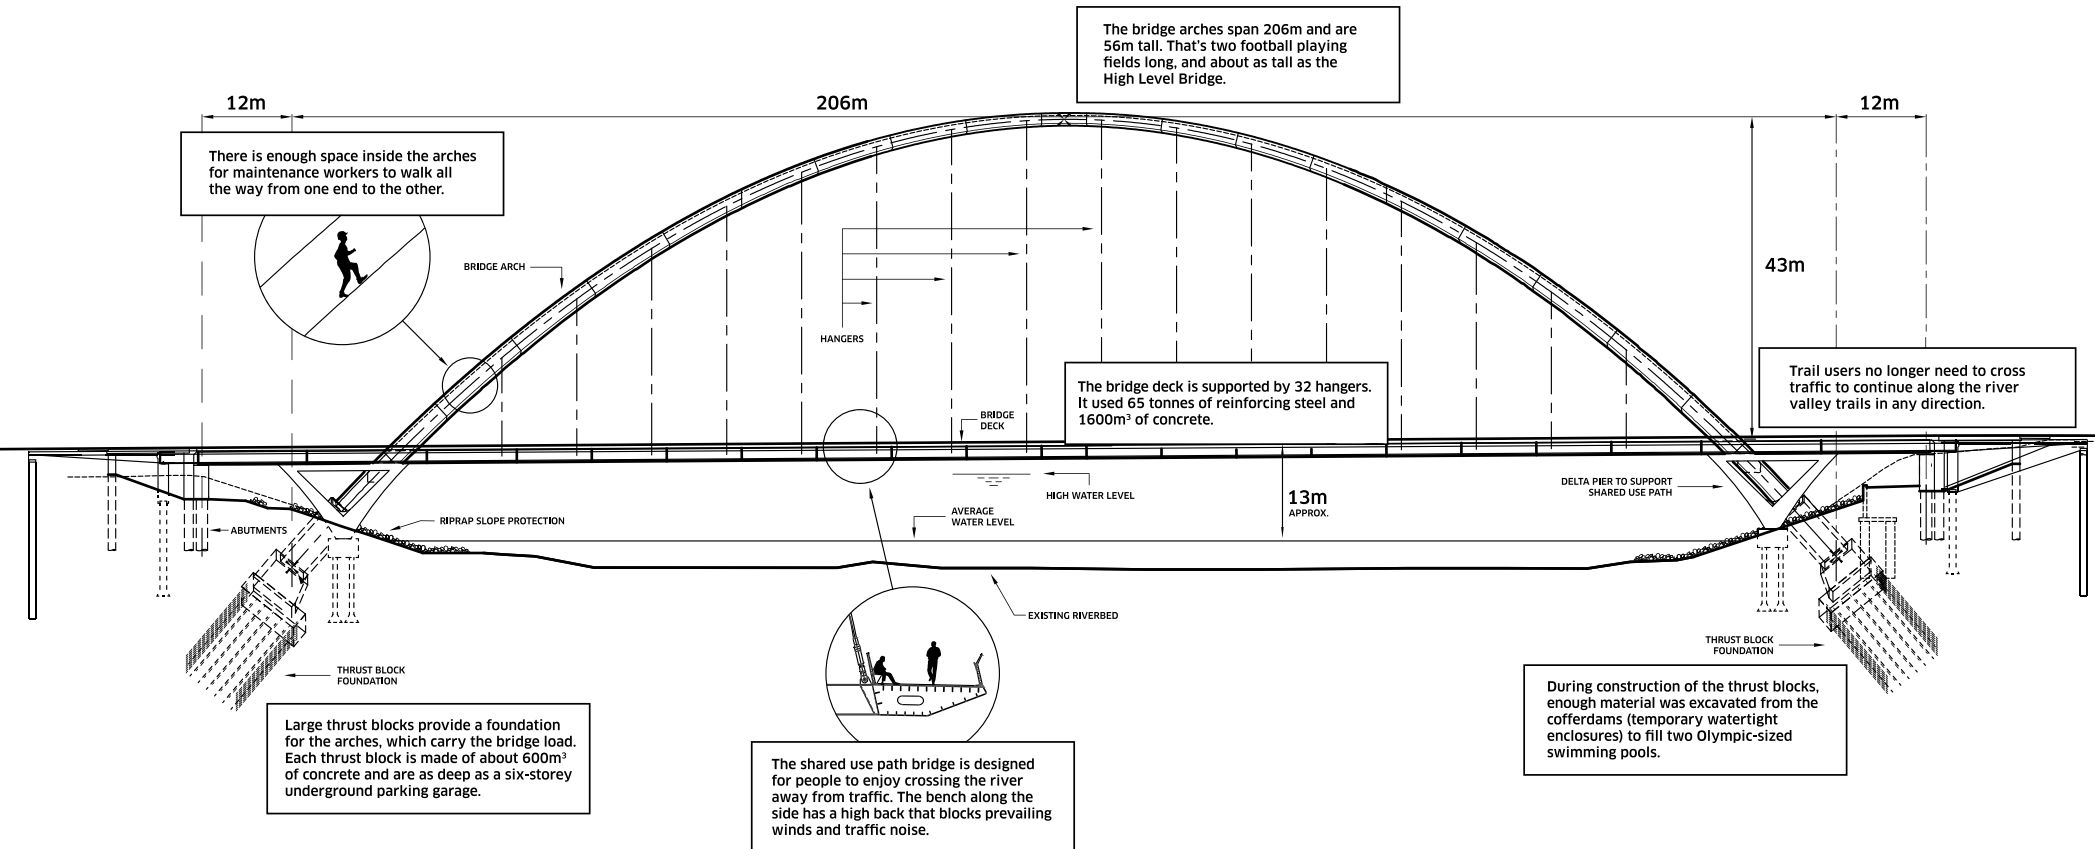 The bridge arches span 206m and are
56m tall. That's two football playing
fields long, and about as tall as the
High Level Bridge.
12m
206m
12m
There is enough space inside the arches
for maintenance workers to walk all
the way from one end to the other.
BRIDGE ARCH
43m
HANGERS
Trail users no longer need to cross
traffic to continue along the river
valley trails in any direction.
The bridge deck is supported by 32 hangers.
It used 65 tonnes of reinforcing steel and
1600m³ of concrete.
BRIDGE
DECK
HIGH WATER LEVEL
13m
APPROX.
DELTA PIER TO SUPPORT
SHARED USE PATH
AVERAGE
WATER LEVEL
RIPRAP SLOPE PROTECTION
ABUTMENTS
EXISTING RIVERBED
THRUST BLOCK
FOUNDATION
THRUST BLOCK
FOUNDATION
Large thrust blocks provide a foundation
for the arches, which carry the bridge load.
Each thrust block is made of about 600m³
of concrete and are as deep as a six-storey
underground parking garage.
The shared use path bridge is designed
for people to enjoy crossing the river
away from traffic. The bench along the
side has a high back that blocks prevailing
winds and traffic noise.
During construction of the thrust blocks,
enough material was excavated from the
cofferdams (temporary watertight
enclosures) to fill two Olympic-sized
swimming pools.